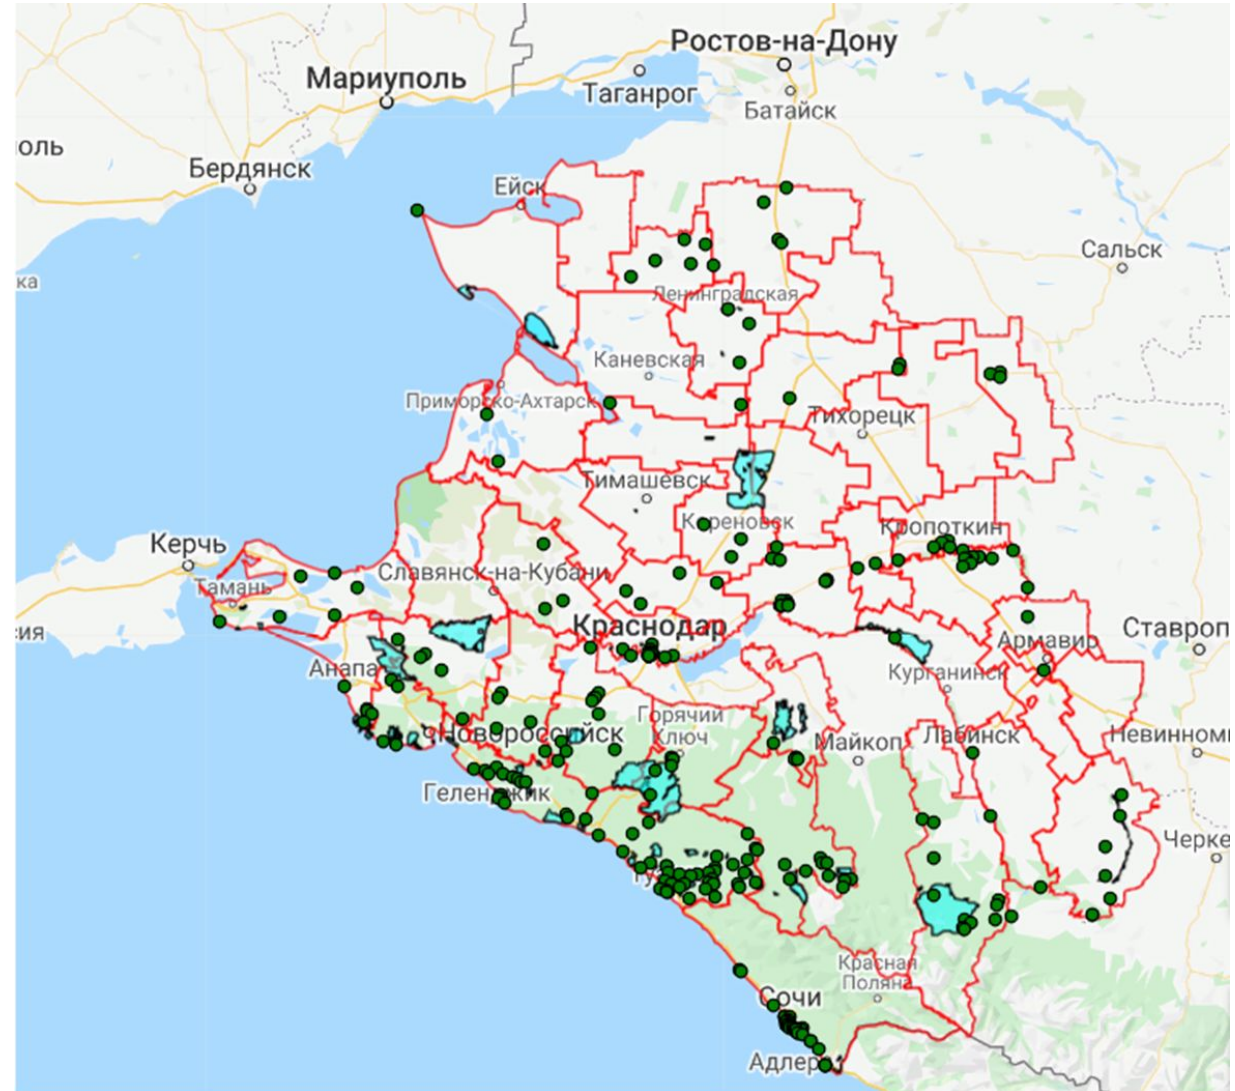 Ростов-на-Дону
Мариуполь
Таганрог
Батайск
оль
Бердянск
Ейск
Сальск
ка
Ленинградская
Каневская
Приморско-Ахтарск
Тихорецк
Тимашевск
Кореновск
Кропоткин
Керчь
Славянск-на-Кубани
Тамань
Краснодар
Ставроп
сия
Армавир
Анапа
Курганинск
Горячий
Ключ
Новороссийск
Майкоп
Лабинск
Невинном
Геленджик
Черке
Красная
Поляна
Сочи
Адлер